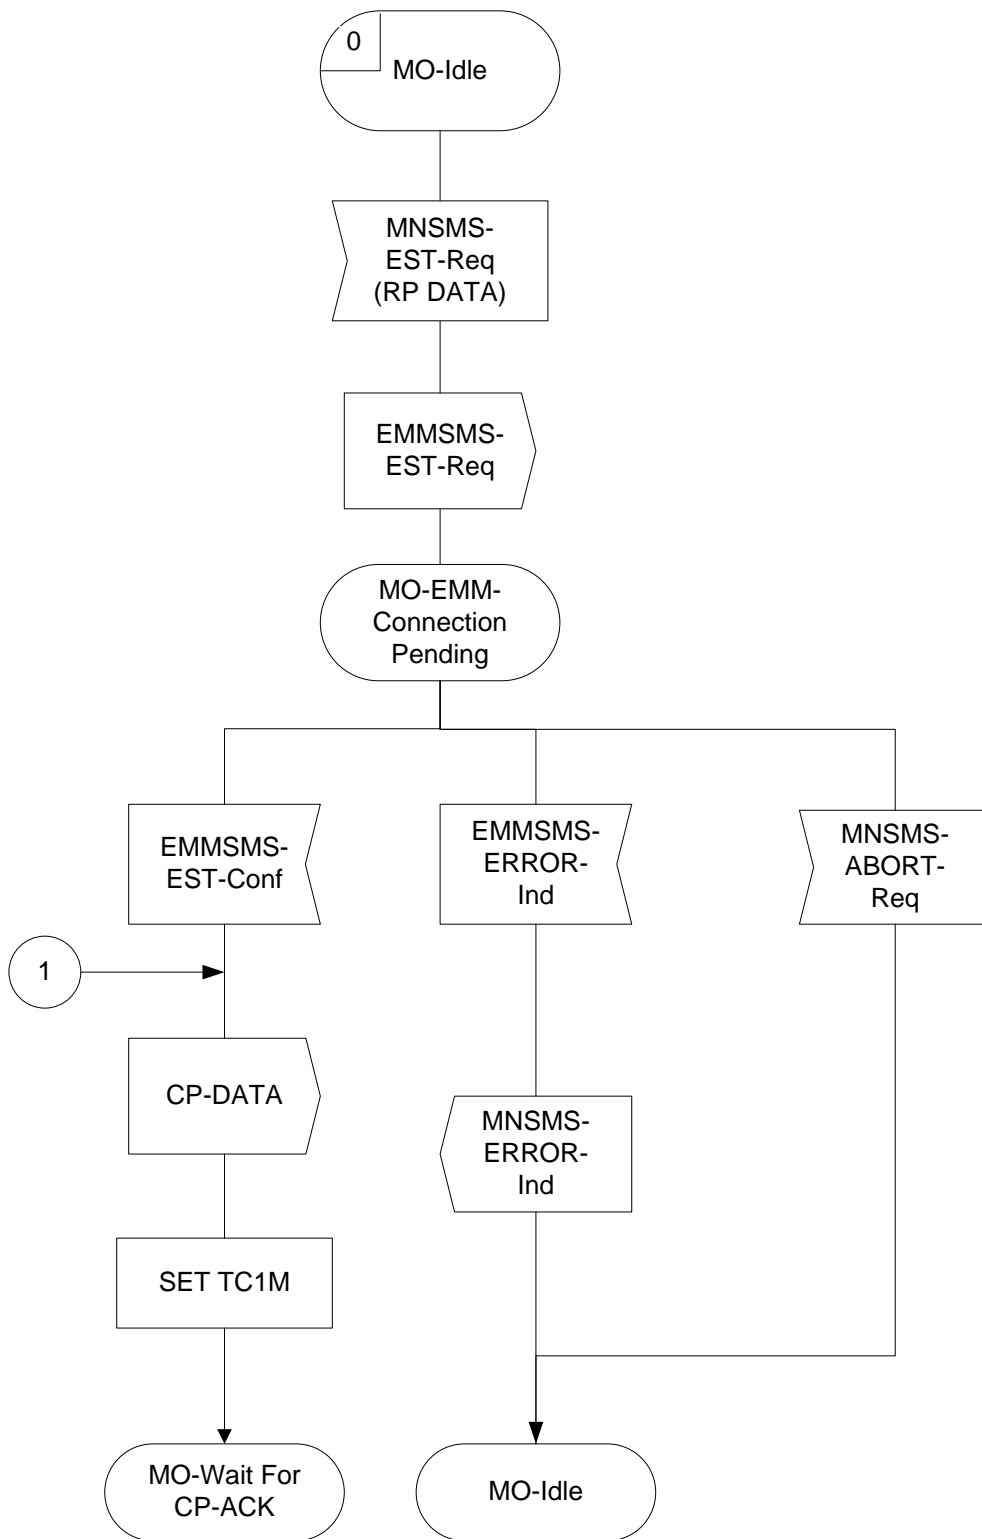 0
MO-Idle
MNSMS-
EST-Req
(RP DATA)
EMMSMS-
EST-Req
MO-EMM-
Connection
Pending
EMMSMS-
EST-Conf
EMMSMS-
ERROR-
Ind
MNSMS-
ABORT-
Req
1
CP-DATA
MNSMS-
ERROR-
Ind
SET TC1M
MO-Wait For
CP-ACK
MO-Idle